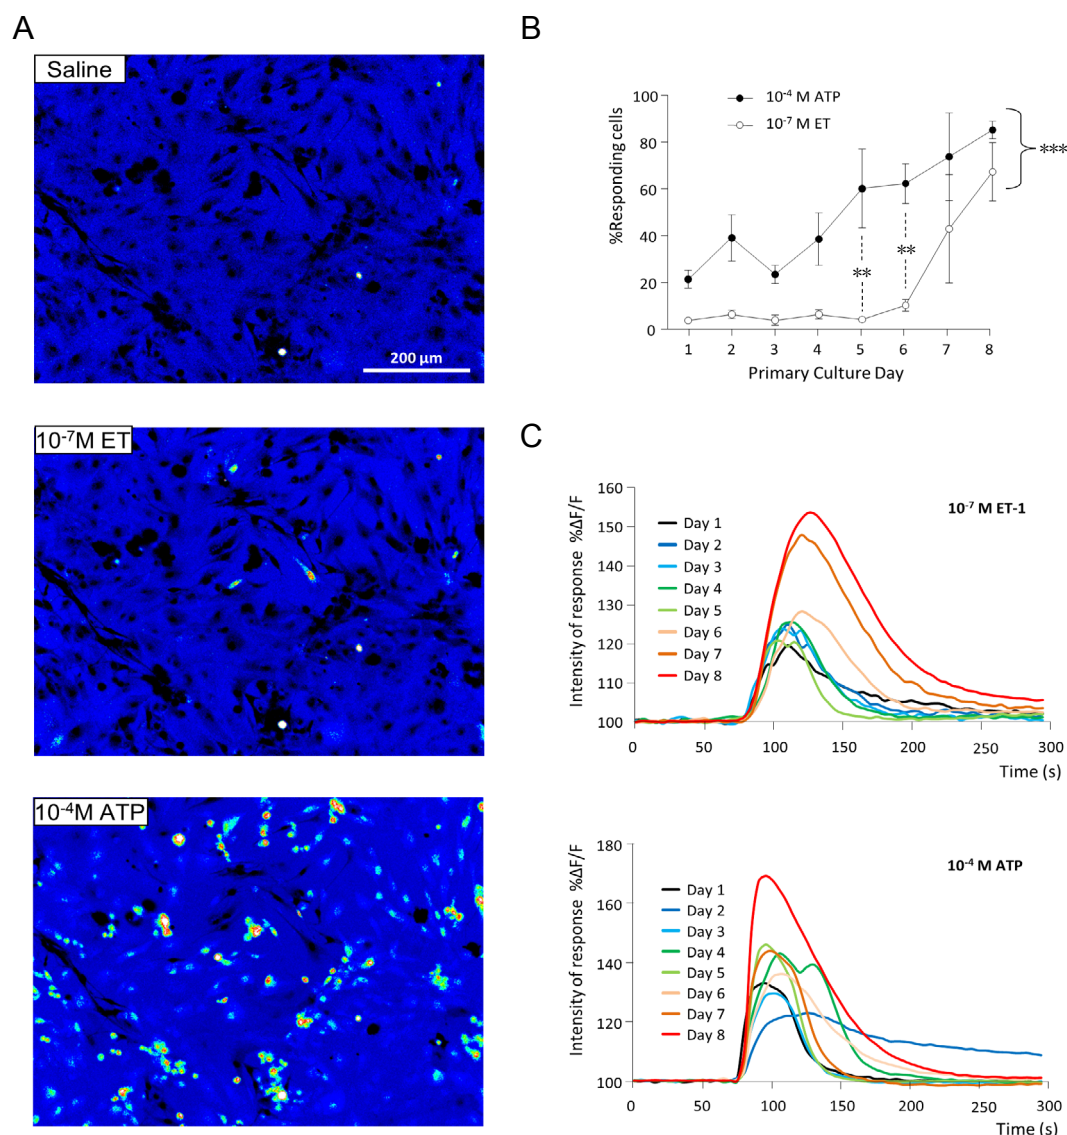 A
Saline
200 µm
10⁻⁷M ET
10⁻⁴M ATP
B
100
80
60
40
20
0
%Responding cells
10⁻⁴ M ATP
10⁻⁷ M ET
***
**
**
1 2 3 4 5 6 7 8
Primary Culture Day
C
160
150
140
130
120
110
100
Intensity of response %ΔF/F
10⁻⁷ M ET-1
Day 1
Day 2
Day 3
Day 4
Day 5
Day 6
Day 7
Day 8
0 50 100 150 200 250 300
Time (s)
180
160
140
120
100
Intensity of response %ΔF/F
10⁻⁴ M ATP
Day 1
Day 2
Day 3
Day 4
Day 5
Day 6
Day 7
Day 8
0 50 100 150 200 250 300
Time (s)